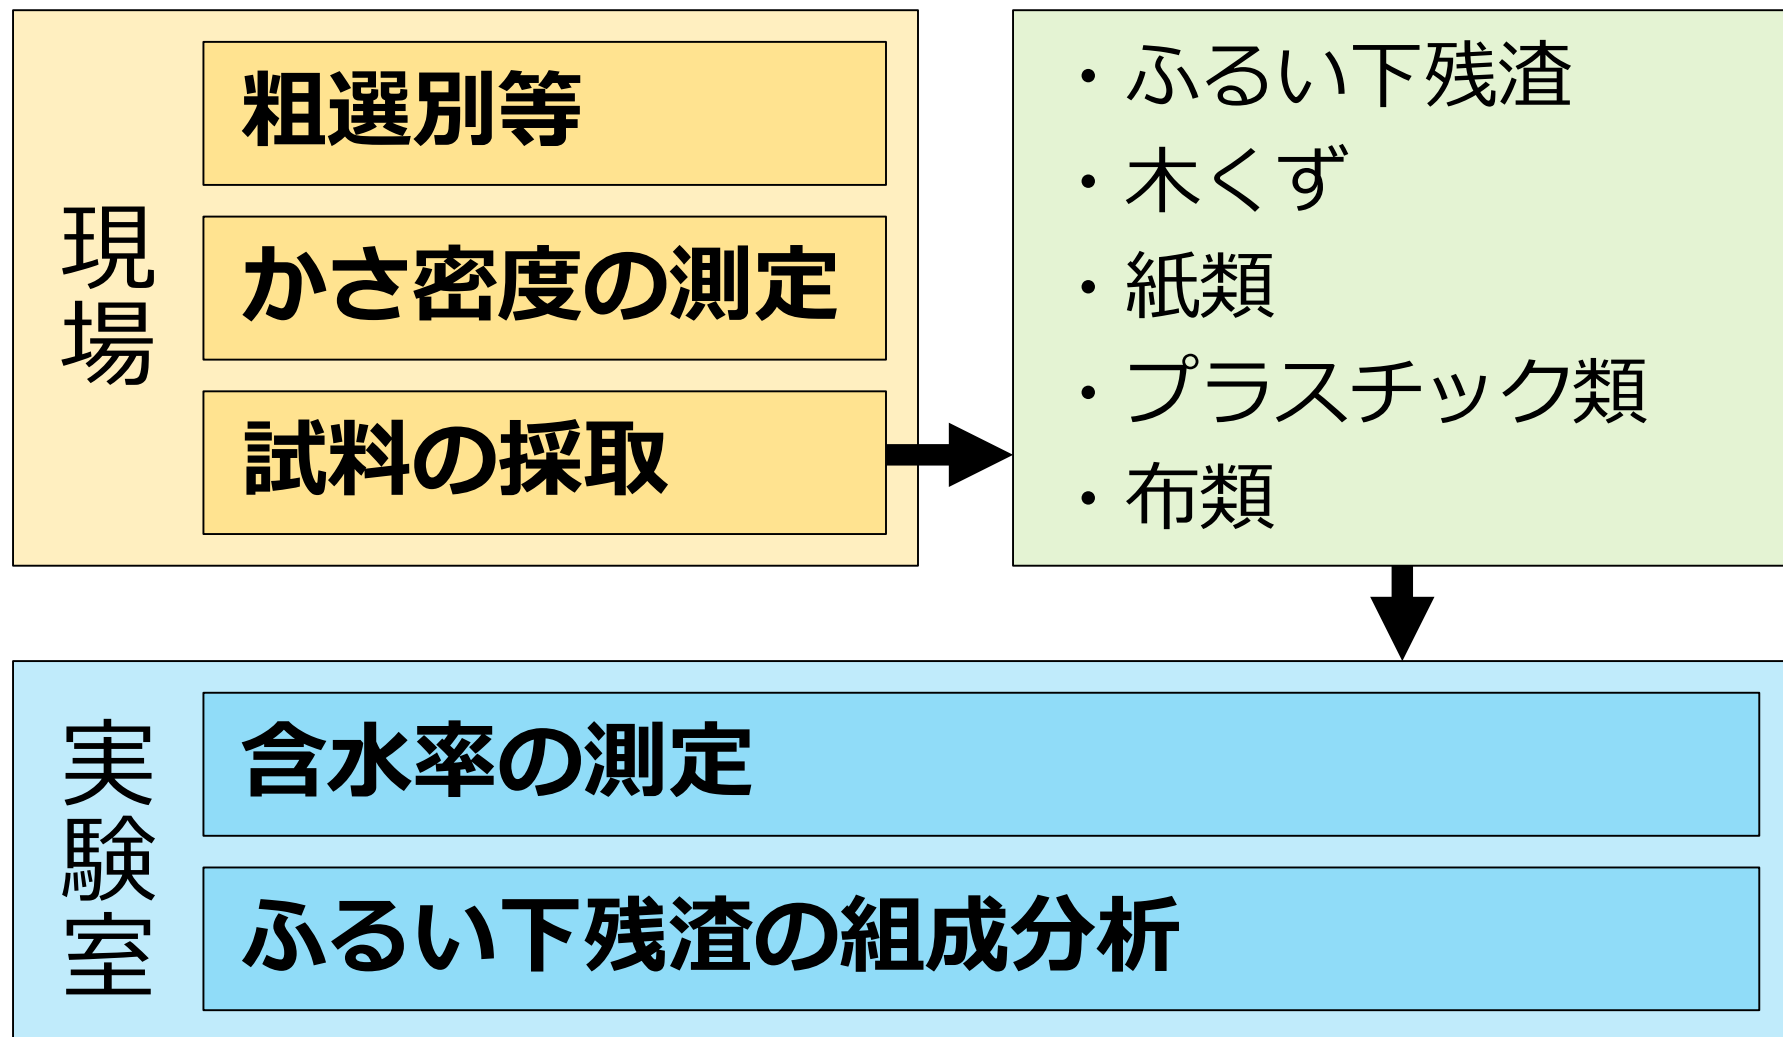 現場
粗選別等
かさ密度の測定
試料の採取
・ふるい下残渣
・木くず
・紙類
・プラスチック類
・布類
実験室
含水率の測定
ふるい下残渣の組成分析